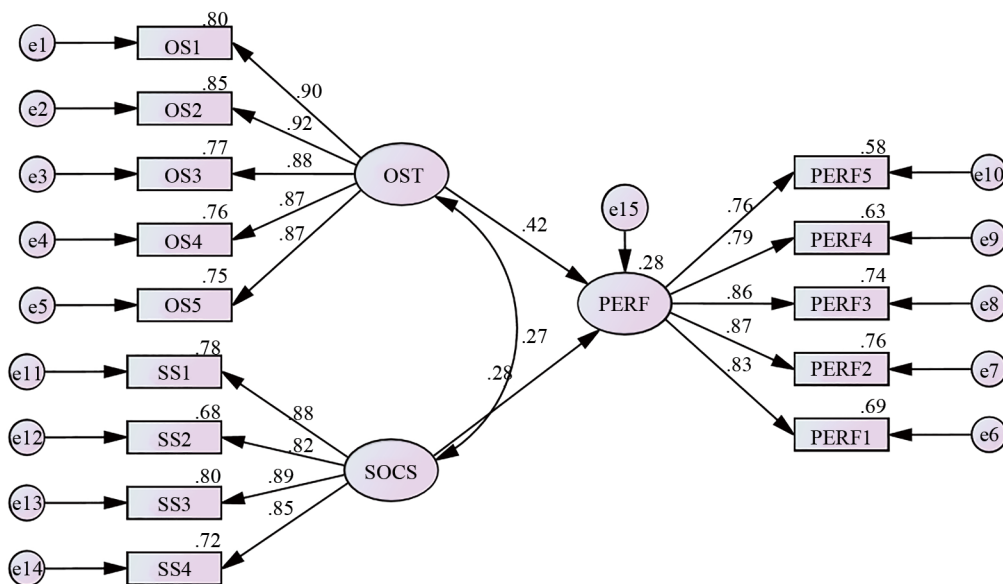 .80
e1
OS1
.85
.90
e2
OS2
.92
.77
.88
e3
OS3
OST
.76
.87
e4
OS4
.87
.75
e5
OS5
.42
e15
.28
PERF
.27
.28
.58
PERF5
e10
.76
.63
.79
PERF4
e9
.74
.86
PERF3
e8
.87
.76
PERF2
e7
.83
.69
PERF1
e6
.78
e11
SS1
.88
.68
e12
SS2
.82
SOCS
.80
.89
e13
SS3
.85
.72
e14
SS4